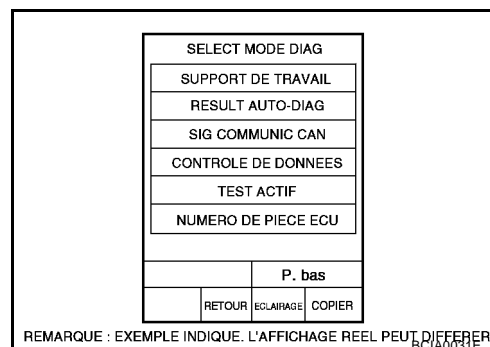 SELECT MODE DIAG
SUPPORT DE TRAVAIL
RESULT AUTO-DIAG
SIG COMMUNIC CAN
CONTROLE DE DONNEES
TEST ACTIF
NUMERO DE PIECE ECU
P. bas
RETOUR ECLAIRAGE COPIER
REMARQUE : EXEMPLE INDIQUE. L'AFFICHAGE REEL PEUT DIFFERER
BCIA0031E